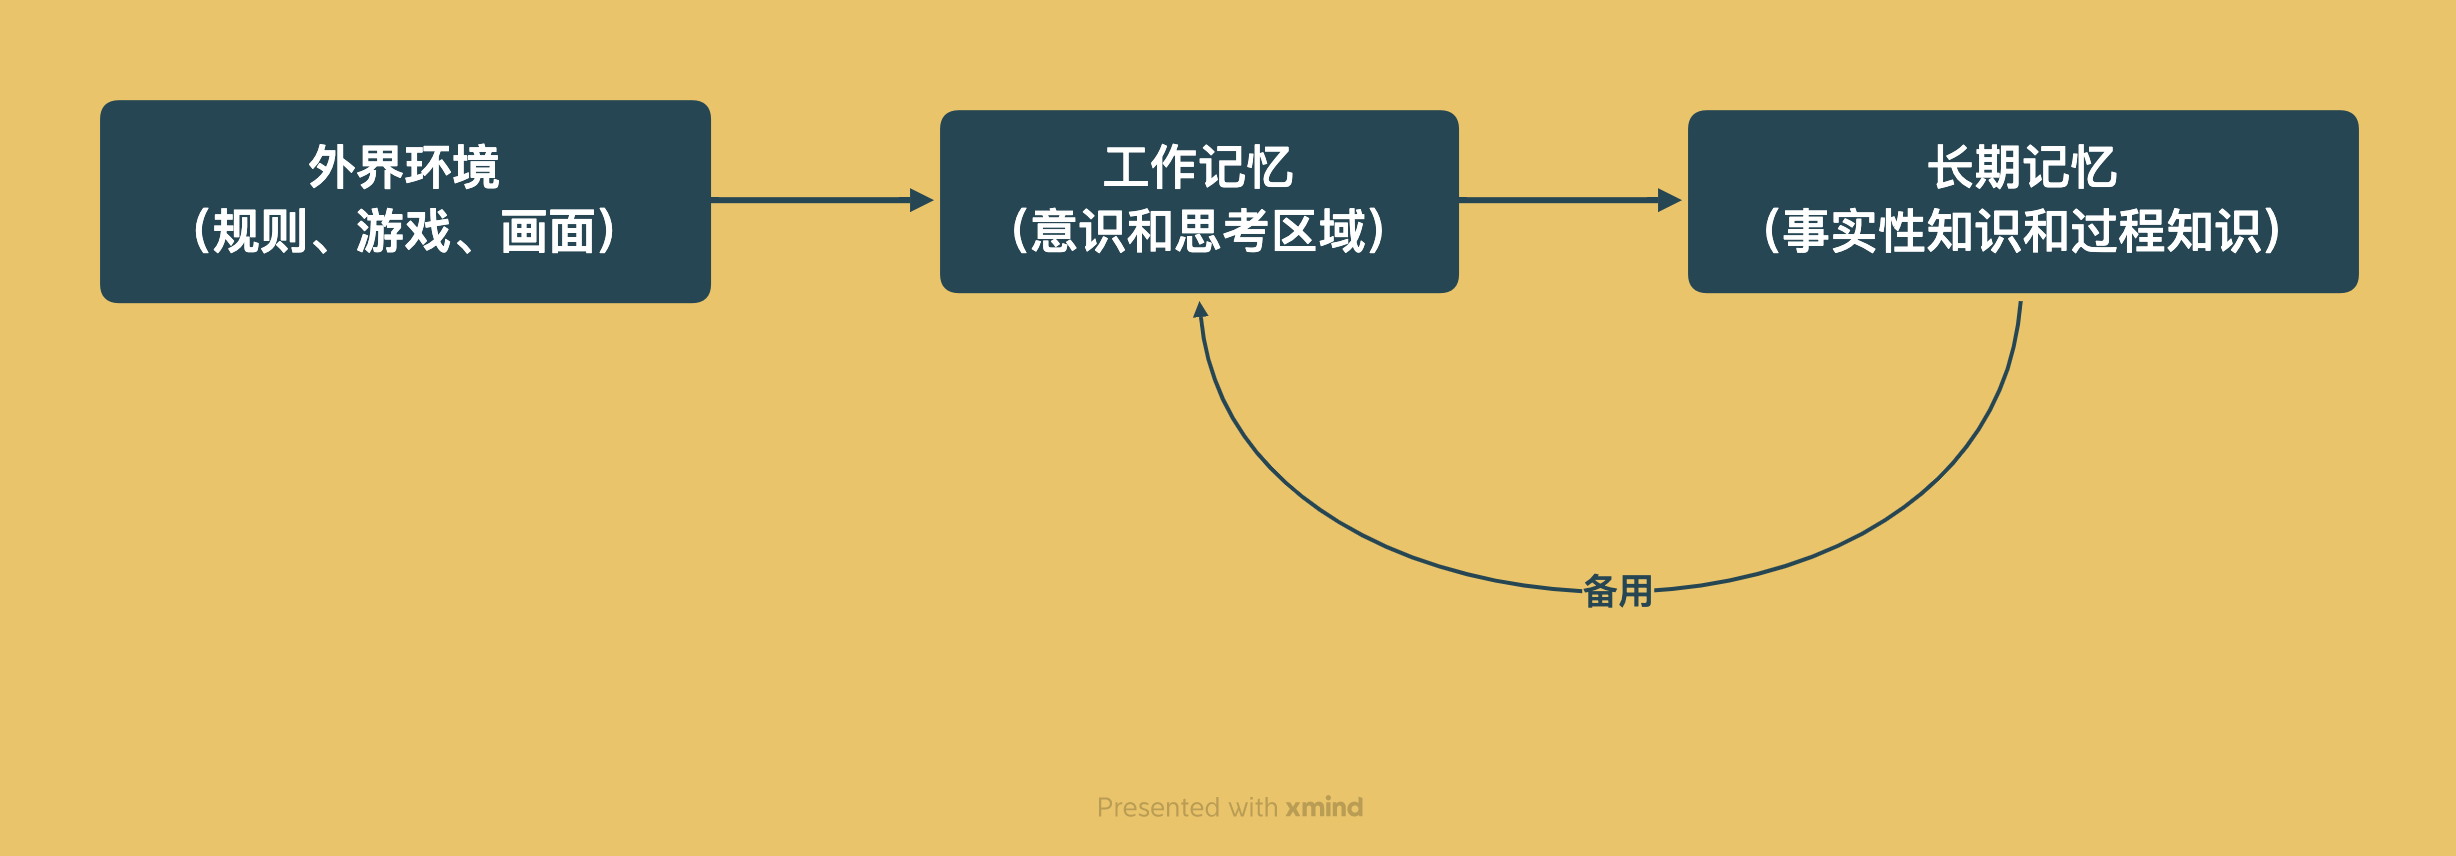 外界环境
（规则、游戏、画面）
工作记忆
（意识和思考区域）
长期记忆
（事实性知识和过程知识）
备用
Presented with xmind